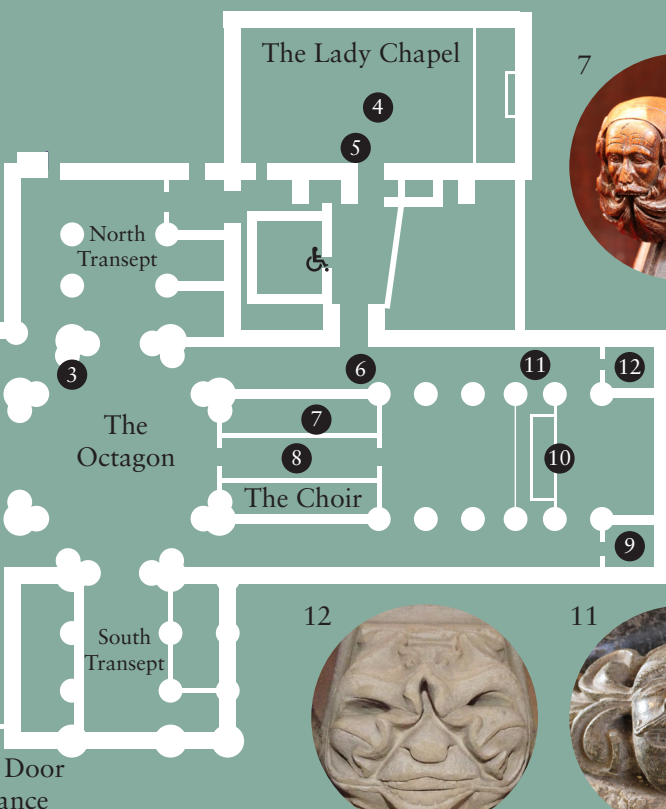 The Lady Chapel
7
4
5
North
Transept
6
11
12
3
7
The
Octagon
8
10
The Choir
9
12
11
South
Transept
Door
ance